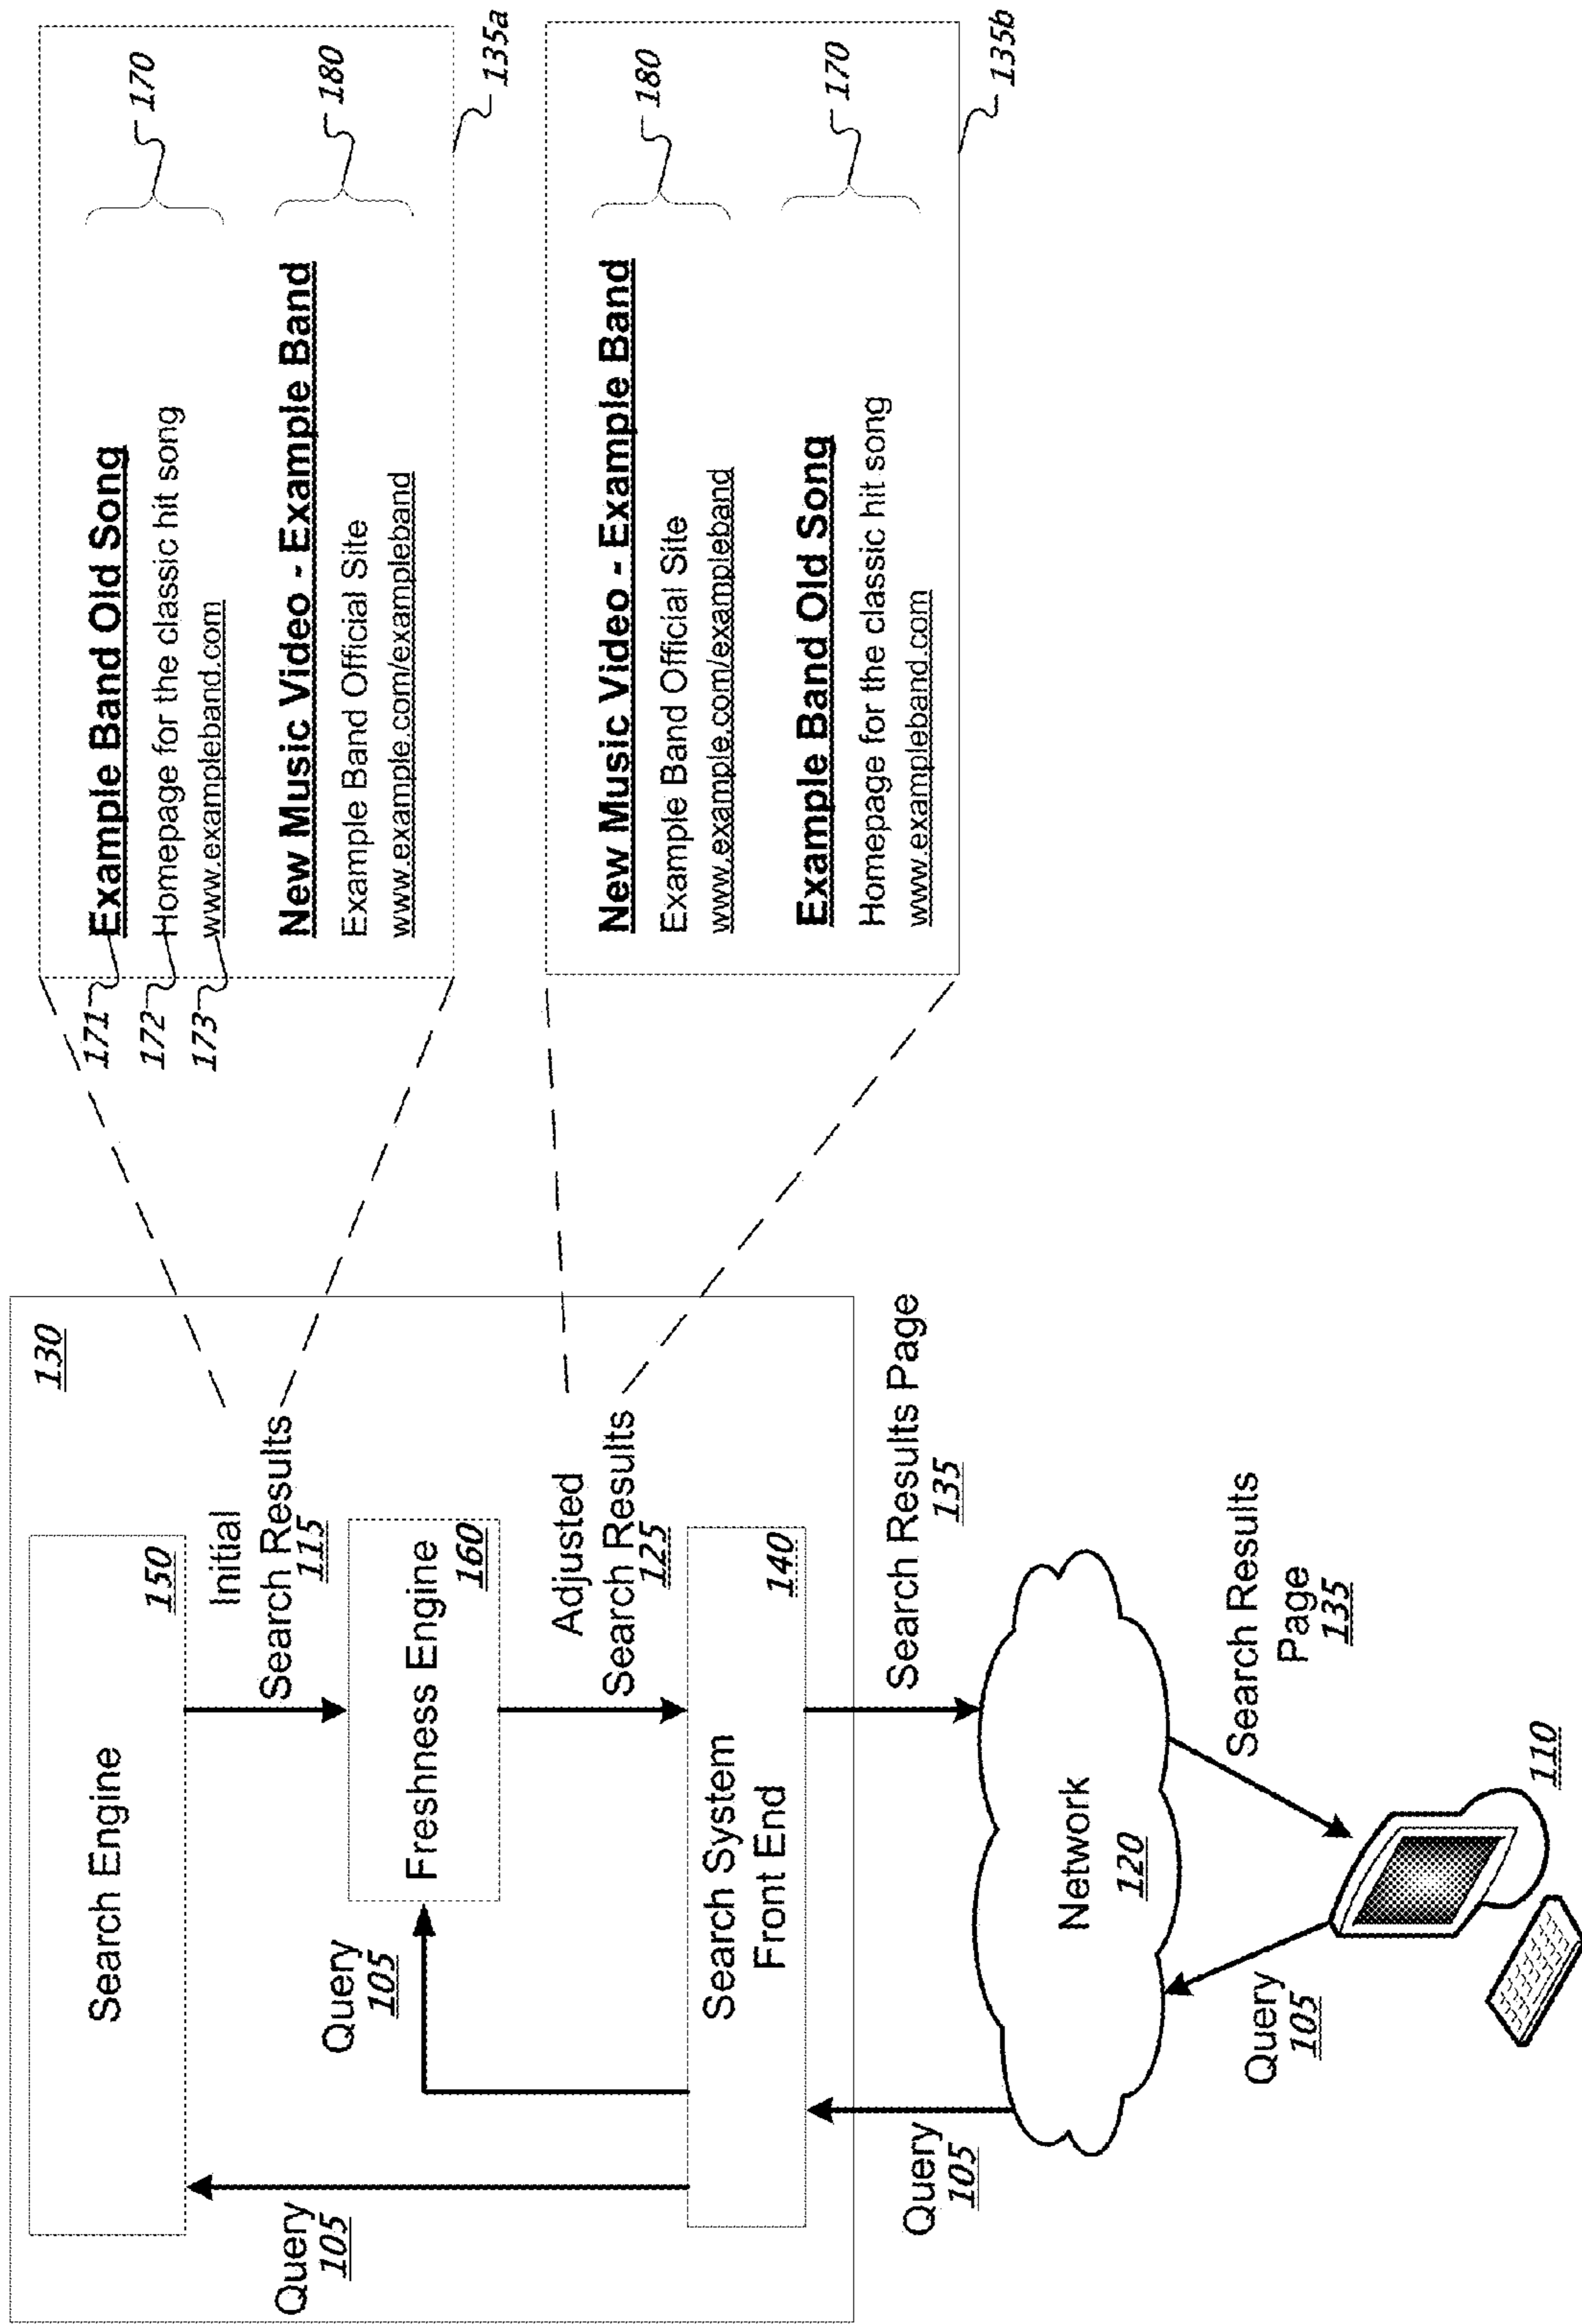 130
Search Engine
150
Query
105
Initial
Search Results
115
Query
105
Freshness Engine
160
Adjusted
Search Results
125
Search System
Front End
140
Query
105
Search Results Page
135
Network
120
Query
105
Search Results
Page
135
110
171
Example Band Old Song
172
Homepage for the classic hit song
173
www.exampleband.com
170
New Music Video - Example Band
Example Band Official Site
www.example.com/exampleband
180
135a
New Music Video - Example Band
Example Band Official Site
www.example.com/exampleband
180
Example Band Old Song
Homepage for the classic hit song
www.exampleband.com
170
135b